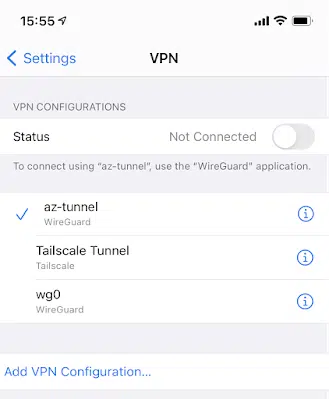 15:55
Settings
VPN
VPN CONFIGURATIONS
Status Not Connected
To connect using “az-tunnel”, use the “WireGuard” application.
az-tunnel
WireGuard
Tailscale Tunnel
Tailscale
wg0
WireGuard
Add VPN Configuration...